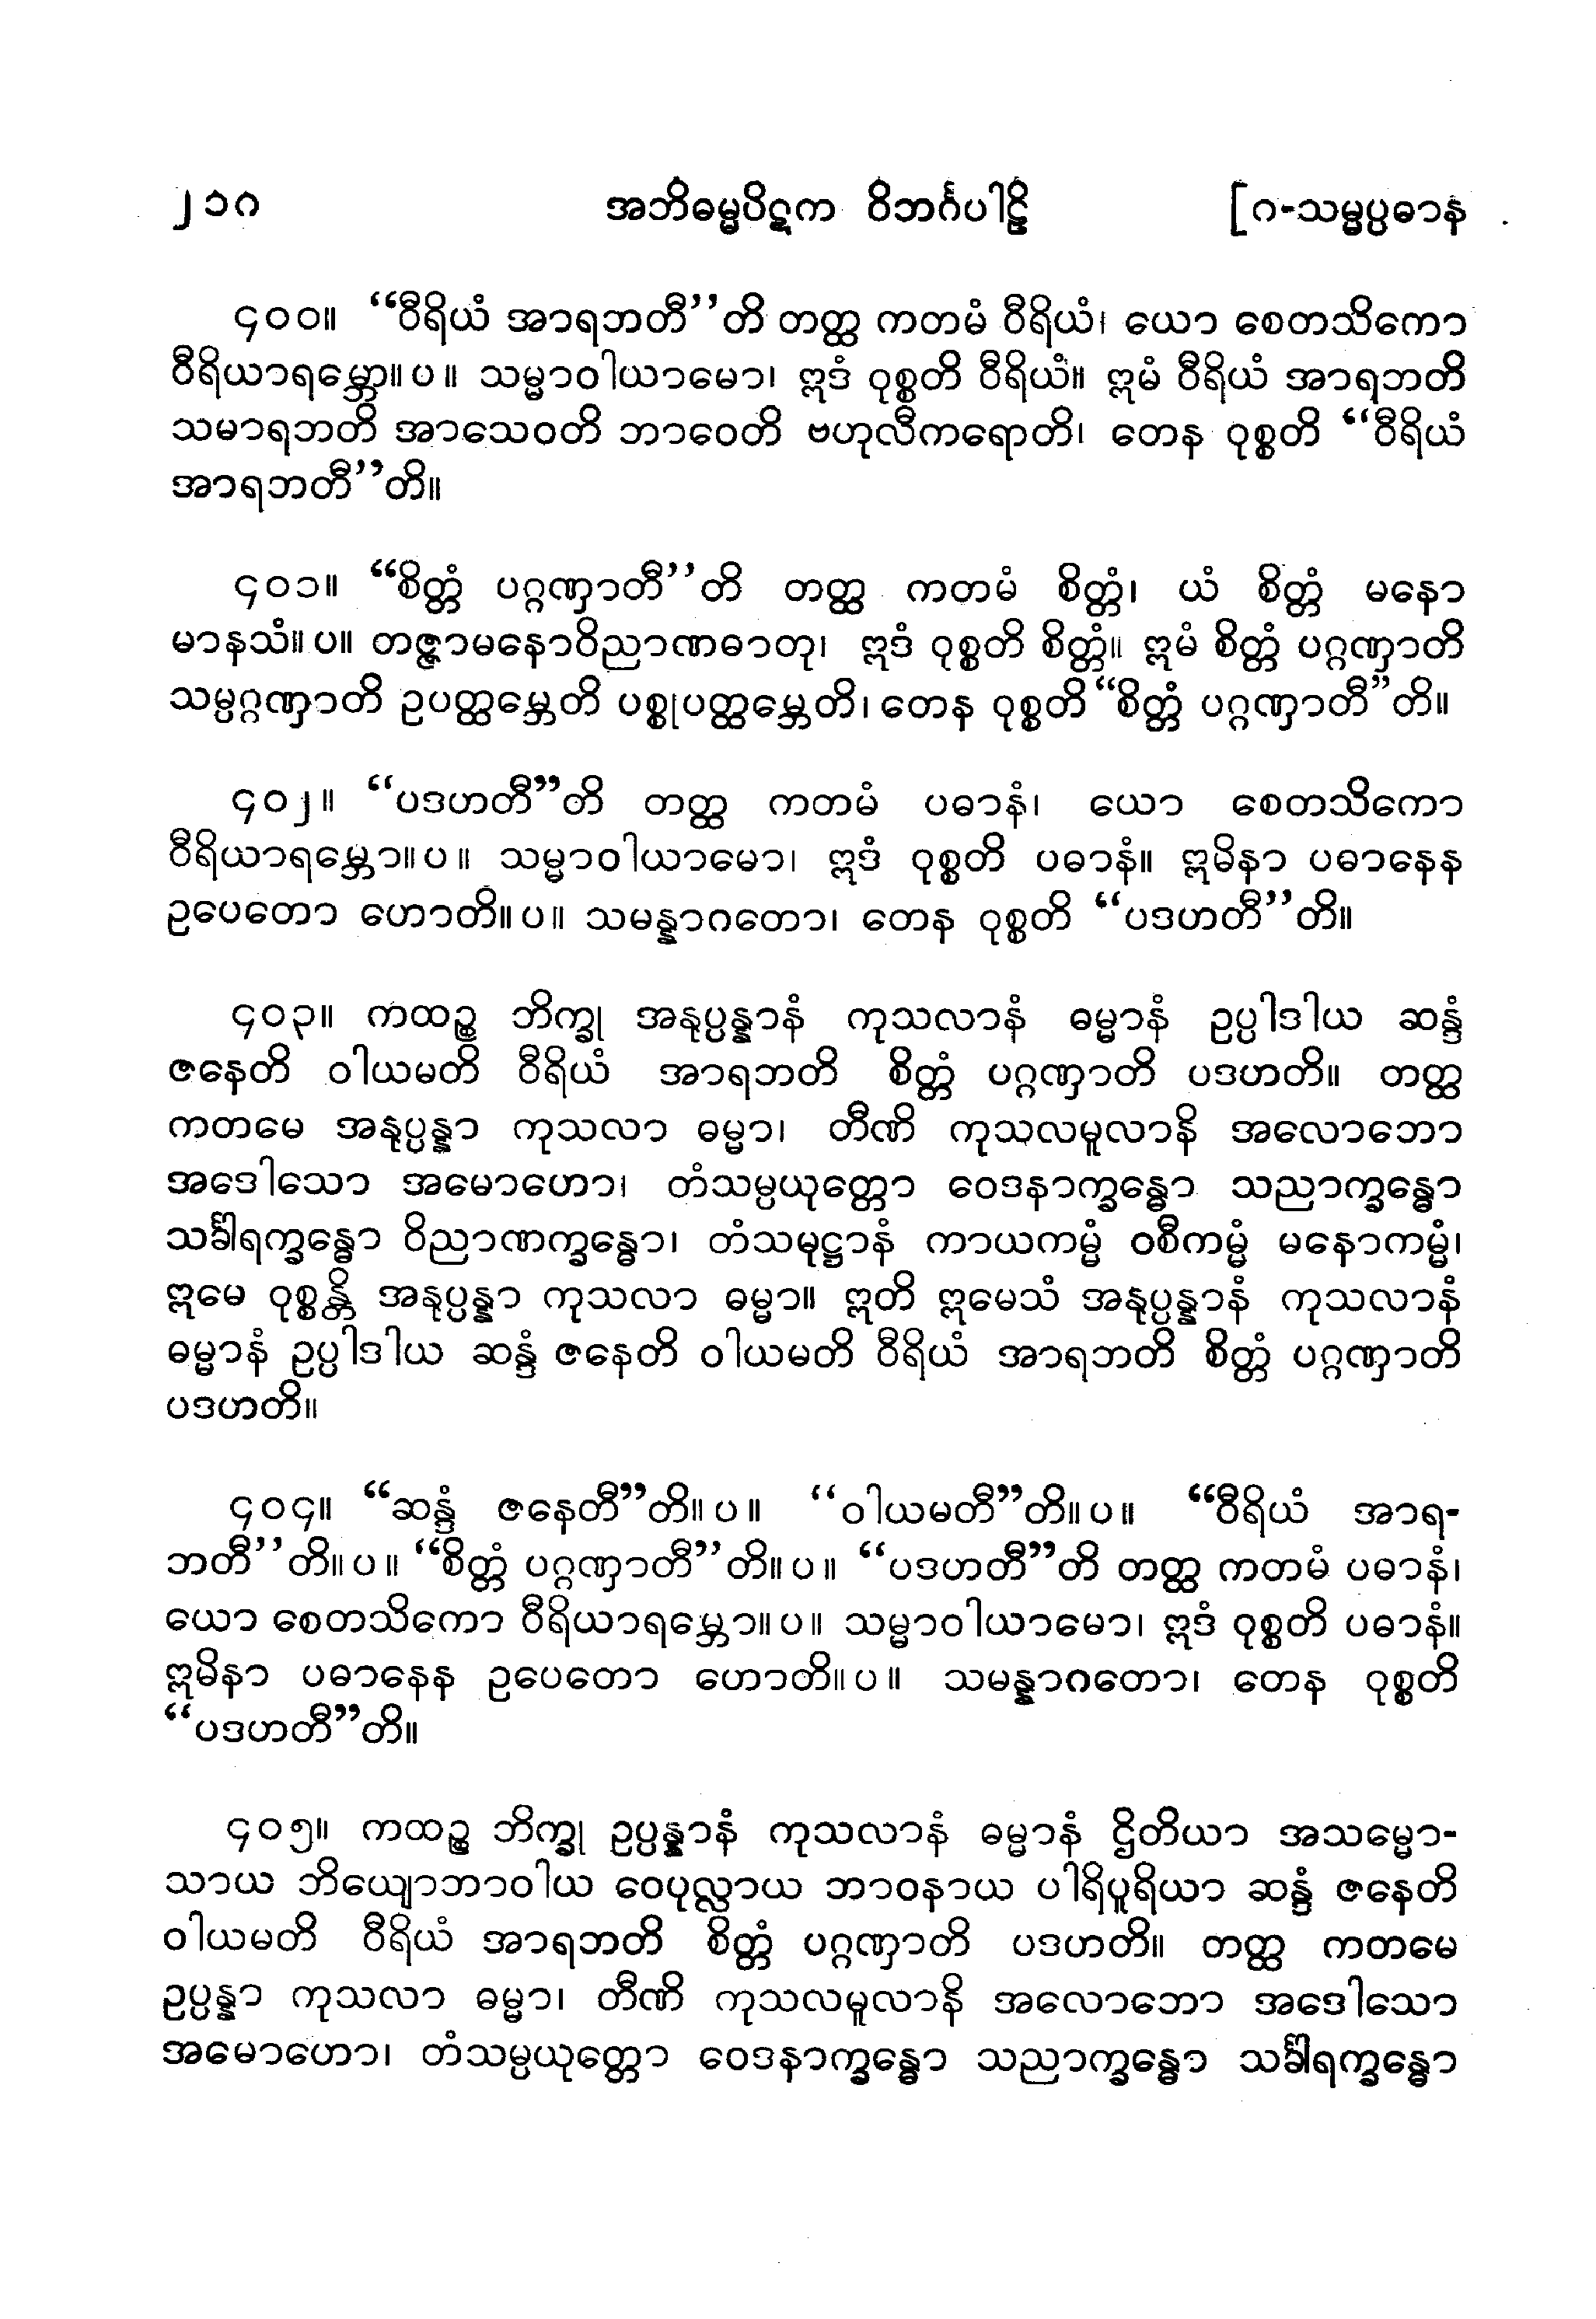 ၂၁ဂ အဘိဓမ္မပိဋက ဝိဘင်္ဂပါဠိ [ဂ-သမ္မပ္ပဓာန
၄၀၀။ “ဝီရိယံ အာရဘတီ”တိ တတ္ထ ကတမံ ဝီရိယံ၊ ယော စေတသိကော
ဝီရိယာရမ္ဘော။ပ။ သမ္မာဝါယာမော၊ ဣဒံ ဝုစ္စတိ ဝီရိယံ။ ဣမံ ဝီရိယံ အာရဘတိ
သမာရဘတိ အာသေဝတိ ဘာဝေတိ ဗဟုလီကရောတိ၊ တေန ဝုစ္စတိ “ဝီရိယံ
အာရဘတီ”တိ။
၄၀၁။ “စိတ္တံ ပဂ္ဂဏှာတီ”တိ တတ္ထ ကတမံ စိတ္တံ၊ ယံ စိတ္တံ မနော
မာနသံ။ပ။ တဇ္ဇာမနောဝိညာဏဓာတု၊ ဣဒံ ဝုစ္စတိ စိတ္တံ။ ဣမံ စိတ္တံ ပဂ္ဂဏှာတိ
သမ္ပဂ္ဂဏှာတိ ဥပတ္ထမ္ဘေတိ ပစ္စုပတ္ထမ္ဘေတိ၊ တေန ဝုစ္စတိ “စိတ္တံ ပဂ္ဂဏှာတီ”တိ။
၄၀၂။ “ပဒဟတီ”တိ တတ္ထ ကတမံ ပဓာနံ၊ ယော စေတသိကော
ဝီရိယာရမ္ဘော။ပ။ သမ္မာဝါယာမော၊ ဣဒံ ဝုစ္စတိ ပဓာနံ။ ဣမိနာ ပဓာနေန
ဥပေတော ဟောတိ။ပ။ သမန္နာဂတော၊ တေန ဝုစ္စတိ “ပဒဟတီ”တိ။
၄၀၃။ ကထဉ္စ ဘိက္ခု အနုပ္ပန္နာနံ ကုသလာနံ ဓမ္မာနံ ဥပ္ပါဒါယ ဆန္ဒံ
ဇနေတိ ဝါယမတိ ဝီရိယံ အာရဘတိ စိတ္တံ ပဂ္ဂဏှာတိ ပဒဟတိ။ တတ္ထ
ကတမေ အနုပ္ပန္နာ ကုသလာ ဓမ္မာ၊ တီဏိ ကုသလမူလာနိ အလောဘော
အဒေါသော အမောဟော၊ တံသမ္ပယုတ္တော ဝေဒနာက္ခန္ဓော သညာက္ခန္ဓော
သင်္ခါရက္ခန္ဓော ဝိညာဏက္ခန္ဓော၊ တံသမုဋ္ဌာနံ ကာယကမ္မံ ဝစီကမ္မံ မနောကမ္မံ၊
ဣမေ ဝုစ္စန္တိ အနုပ္ပန္နာ ကုသလာ ဓမ္မာ။ ဣတိ ဣမေသံ အနုပ္ပန္နာနံ ကုသလာနံ
ဓမ္မာနံ ဥပ္ပါဒါယ ဆန္ဒံ ဇနေတိ ဝါယမတိ ဝီရိယံ အာရဘတိ စိတ္တံ ပဂ္ဂဏှာတိ
ပဒဟတိ။
၄၀၄။ “ဆန္ဒံ ဇနေတီ”တိ။ပ။ “ဝါယမတီ”တိ။ပ။ “ဝီရိယံ အာရ-
ဘတီ”တိ။ပ။ “စိတ္တံ ပဂ္ဂဏှာတီ”တိ။ပ။ “ပဒဟတီ”တိ တတ္ထ ကတမံ ပဓာနံ၊
ယော စေတသိကော ဝီရိယာရမ္ဘော။ပ။ သမ္မာဝါယာမော၊ ဣဒံ ဝုစ္စတိ ပဓာနံ။
ဣမိနာ ပဓာနေန ဥပေတော ဟောတိ။ပ။ သမန္နာဂတော၊ တေန ဝုစ္စတိ
“ပဒဟတီ”တိ။
၄၀၅။ ကထဉ္စ ဘိက္ခု ဥပ္ပန္နာနံ ကုသလာနံ ဓမ္မာနံ ဌိတိယာ အသမ္မော-
သာယ ဘိယျောဘာဝါယ ဝေပုလ္လာယ ဘာဝနာယ ပါရိပူရိယာ ဆန္ဒံ ဇနေတိ
ဝါယမတိ ဝီရိယံ အာရဘတိ စိတ္တံ ပဂ္ဂဏှာတိ ပဒဟတိ။ တတ္ထ ကတမေ
ဥပ္ပန္နာ ကုသလာ ဓမ္မာ၊ တီဏိ ကုသလမူလာနိ အလောဘော အဒေါသော
အမောဟော၊ တံသမ္ပယုတ္တော ဝေဒနာက္ခန္ဓော သညာက္ခန္ဓော သင်္ခါရက္ခန္ဓော